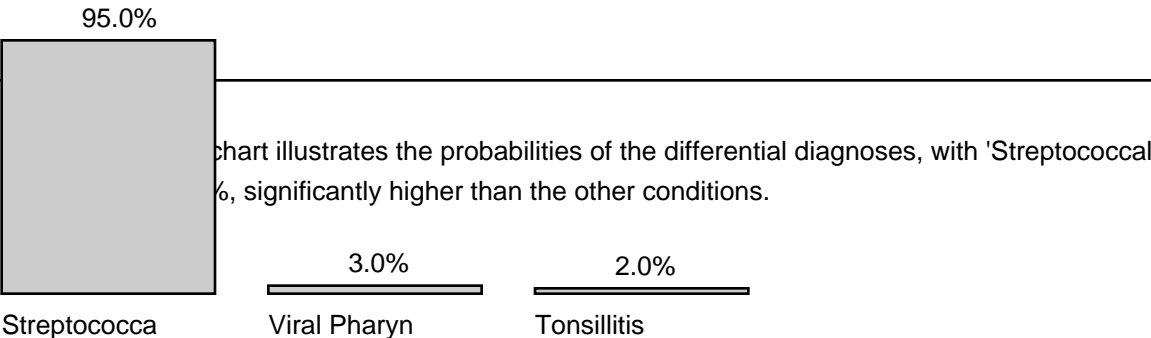 95.0%
chart illustrates the probabilities of the differential diagnoses, with 'Streptococcal
%, significantly higher than the other conditions.
3.0%
2.0%
Streptococca
Viral Pharyn
Tonsillitis